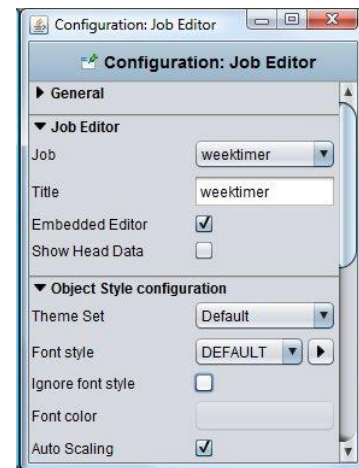 Configuration: Job Editor
Configuration: Job Editor
General
Job Editor
Job weektimer
Title weektimer
Embedded Editor
Show Head Data
Object Style configuration
Theme Set Default
Font style DEFAULT
Ignore font style
Font color
Auto Scaling